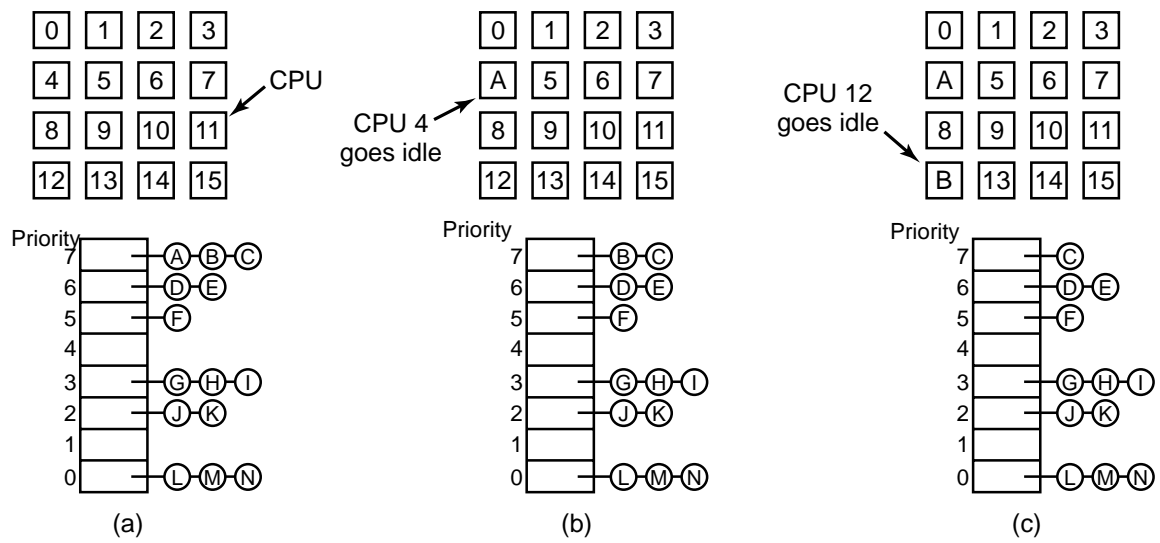 0 1 2 3
4 5 6 7
8 9 10 11
12 13 14 15
CPU
Priority
7 A B C
6 D E
5 F
4
3 G H I
2 J K
1
0 L M N
(a)
0 1 2 3
A 5 6 7
8 9 10 11
12 13 14 15
CPU 4
goes idle
Priority
7 B C
6 D E
5 F
4
3 G H I
2 J K
1
0 L M N
(b)
0 1 2 3
A 5 6 7
8 9 10 11
B 13 14 15
CPU 12
goes idle
Priority
7 C
6 D E
5 F
4
3 G H I
2 J K
1
0 L M N
(c)